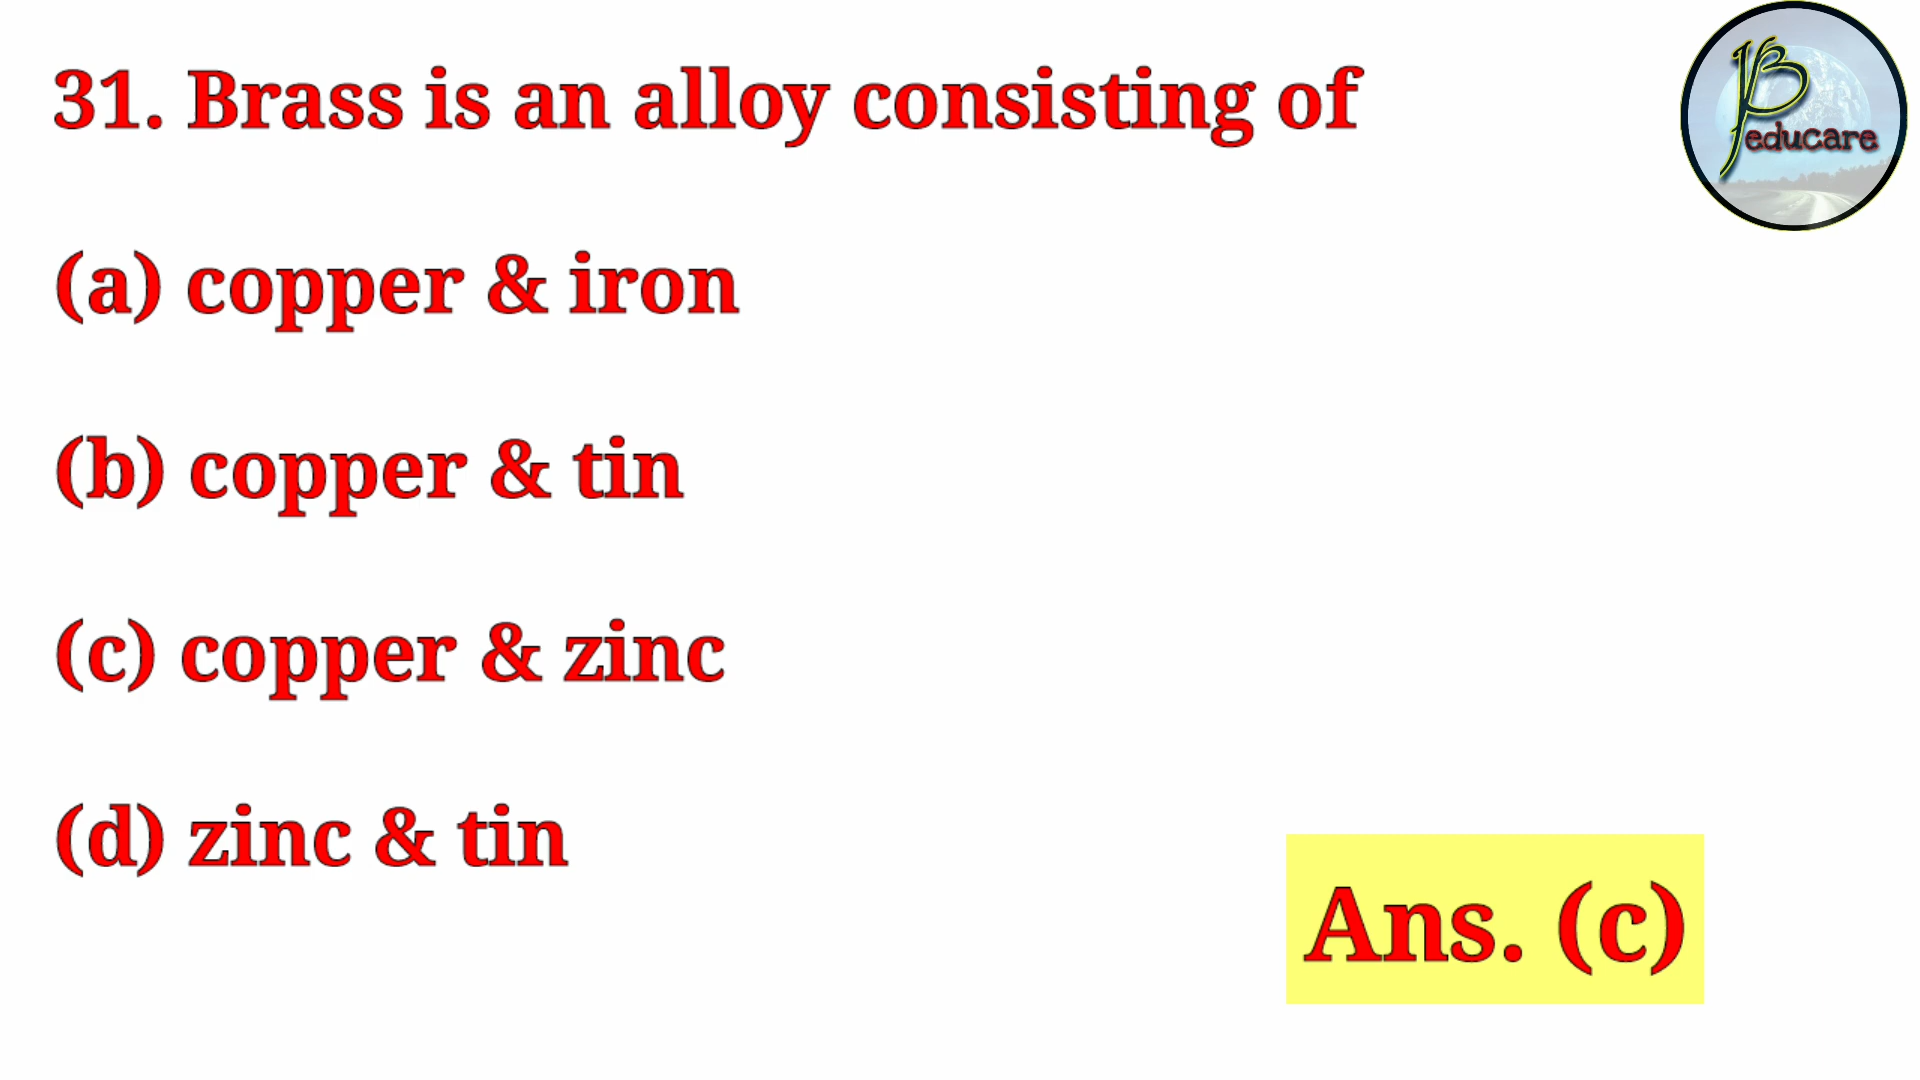 31. Brass is an alloy consisting of
(a) copper & iron
(b) copper & tin
(c) copper & zinc
(d) zinc & tin
Ans. (c)
educare